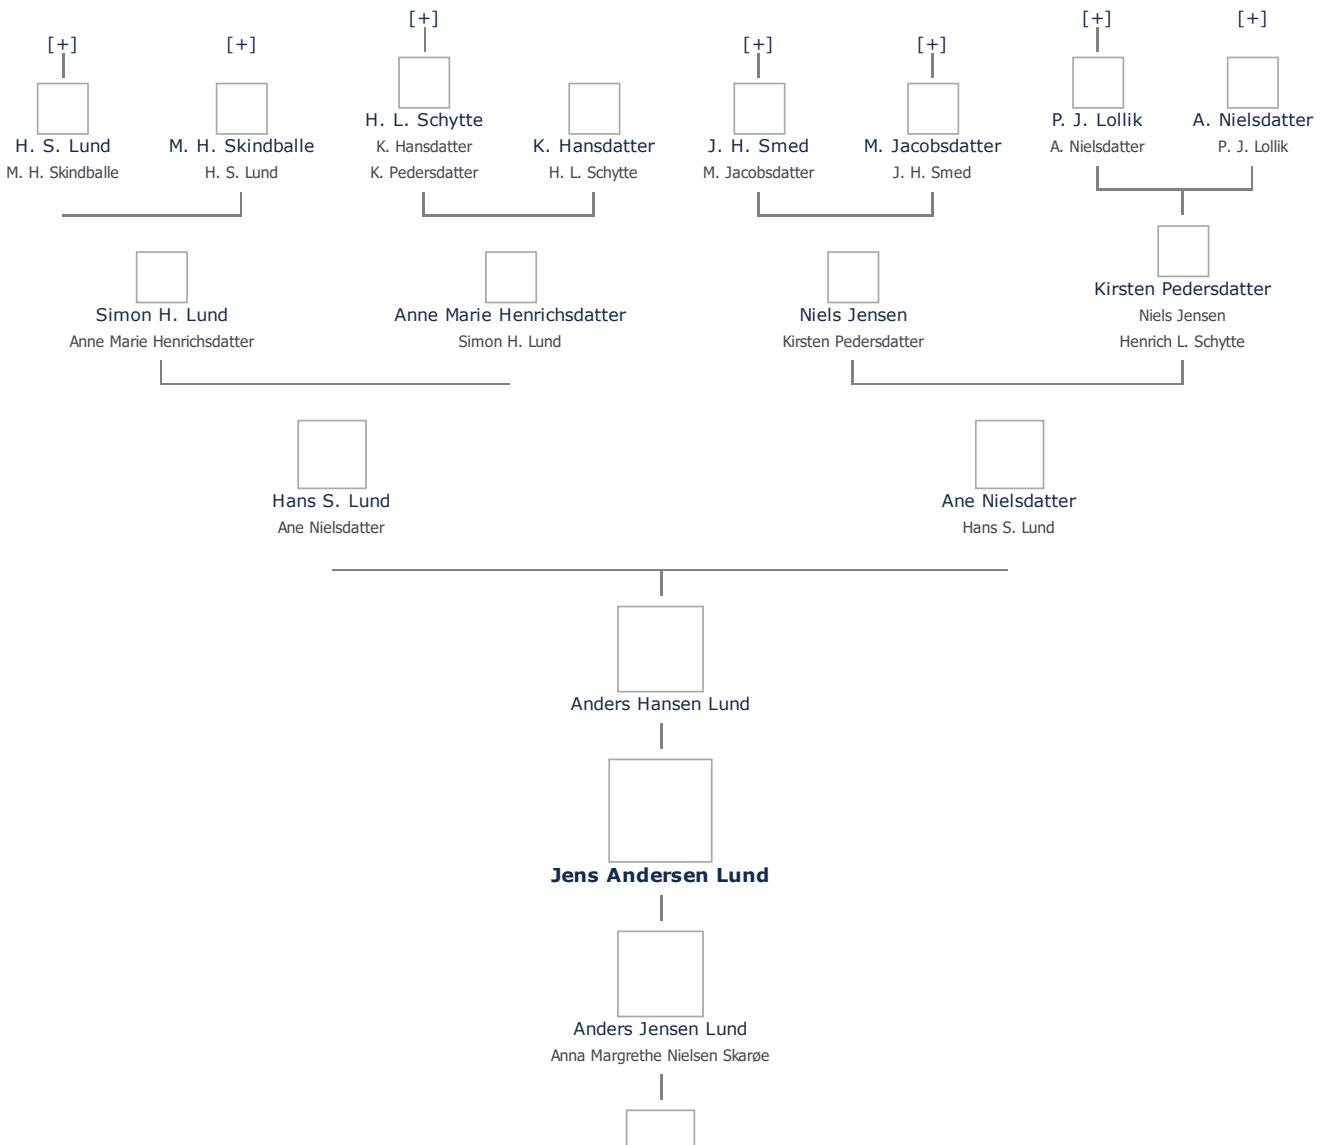 [+]
[+]
[+]
[+]
[+]
[+]
[+]
H. S. Lund
M. H. Skindballe
M. H. Skindballe
H. S. Lund
H. L. Schytte
K. Hansdatter
K. Pedersdatter
K. Hansdatter
H. L. Schytte
J. H. Smed
M. Jacobsdatter
M. Jacobsdatter
J. H. Smed
P. J. Lollik
A. Nielsdatter
A. Nielsdatter
P. J. Lollik
Simon H. Lund
Anne Marie Henrichsdatter
Anne Marie Henrichsdatter
Simon H. Lund
Niels Jensen
Kirsten Pedersdatter
Kirsten Pedersdatter
Niels Jensen
Henrich L. Schytte
Hans S. Lund
Ane Nielsdatter
Ane Nielsdatter
Hans S. Lund
Anders Hansen Lund
Jens Andersen Lund
Anders Jensen Lund
Anna Margrethe Nielsen Skarøe